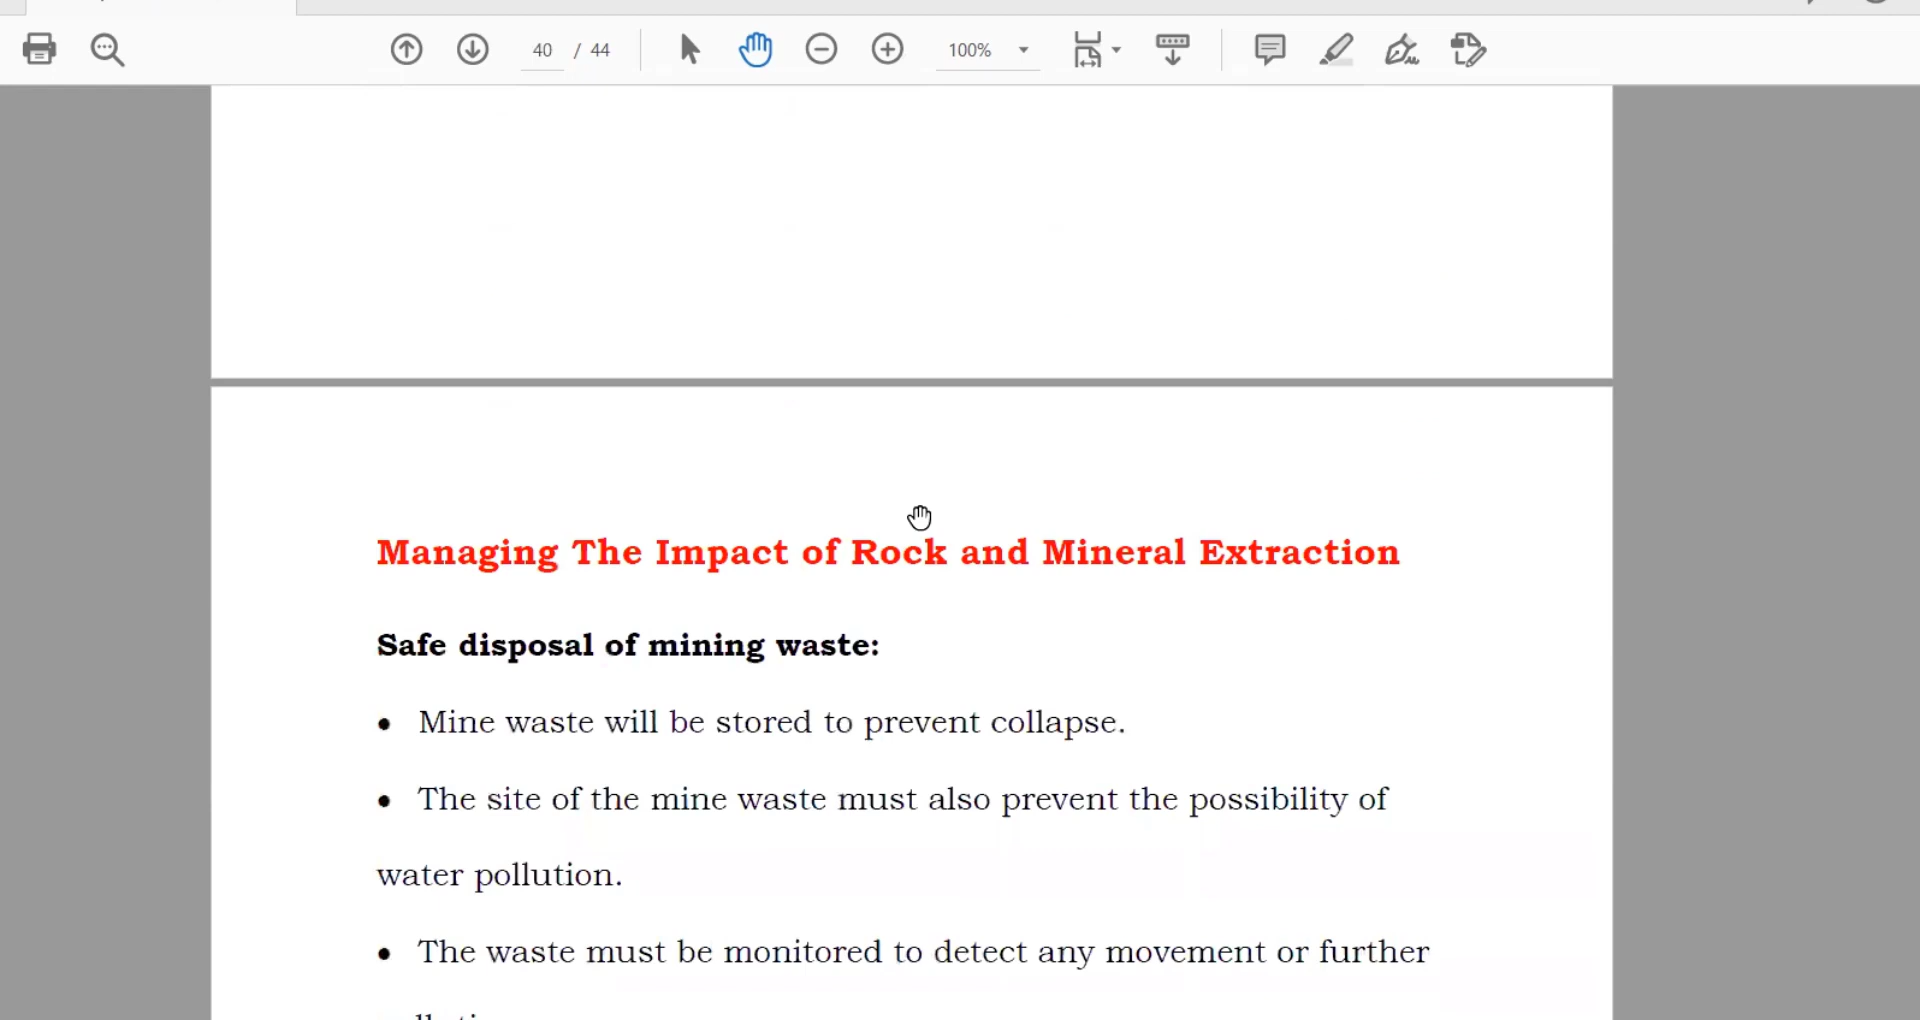 40 / 44 100%
Managing The Impact of Rock and Mineral Extraction
Safe disposal of mining waste:
• Mine waste will be stored to prevent collapse.
• The site of the mine waste must also prevent the possibility of
water pollution.
• The waste must be monitored to detect any movement or further